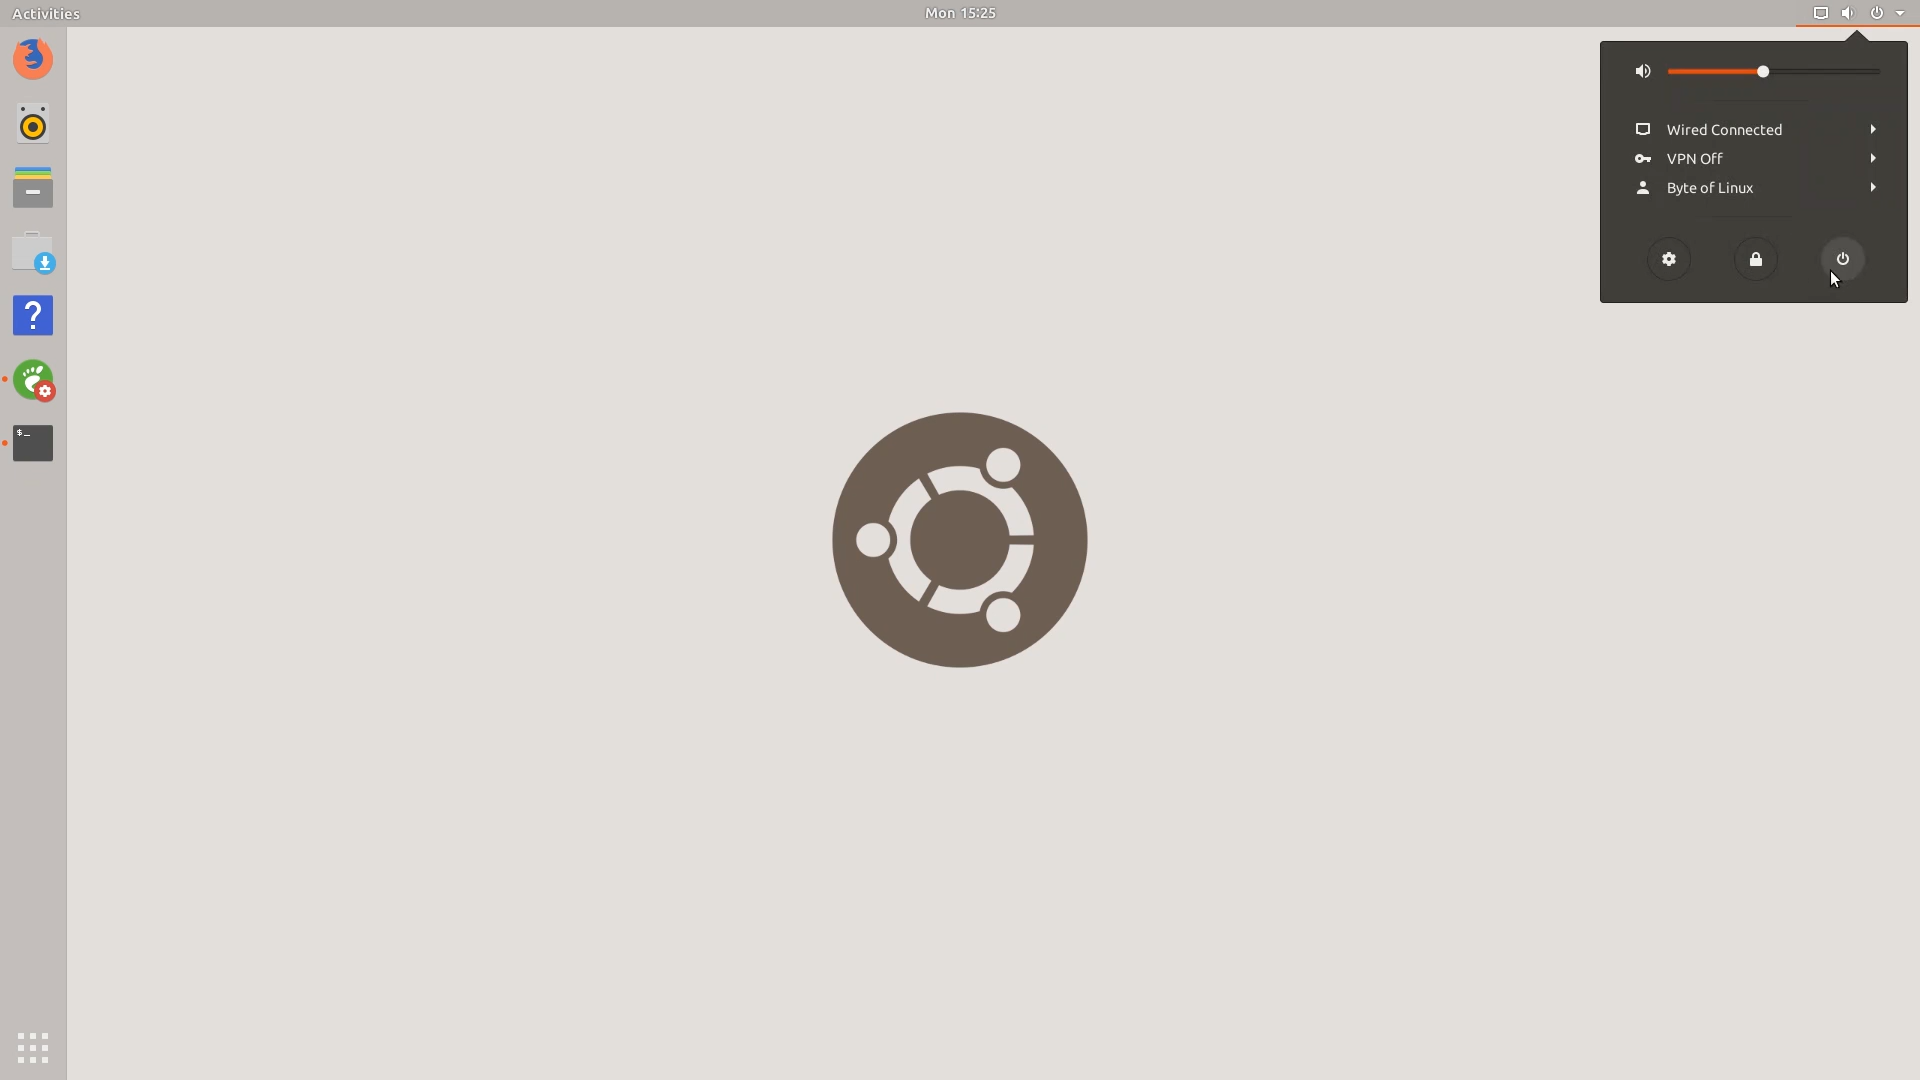 Activities
Mon 15:25
Wired Connected
VPN Off
Byte of Linux
?
$_